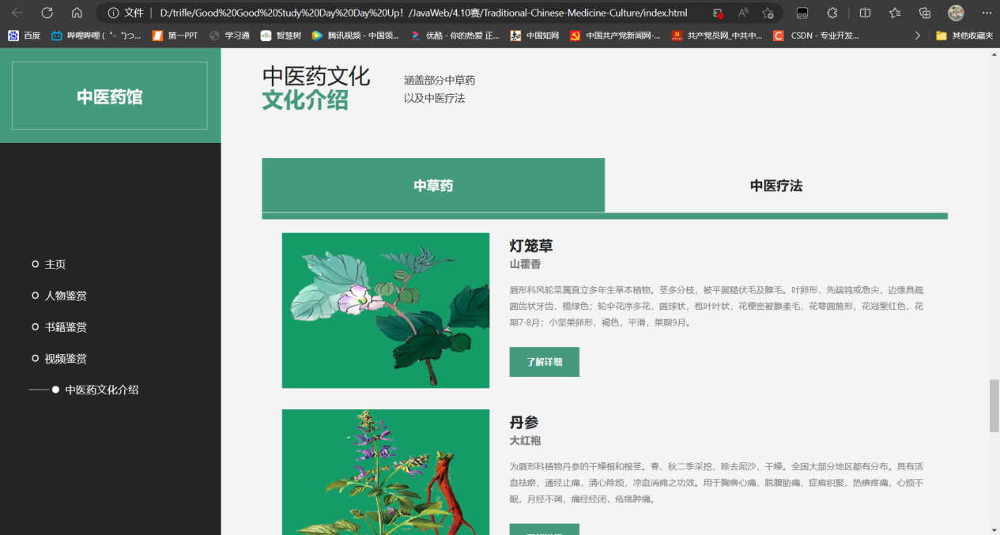 文件
D:/trifle/Good%20Good%20Study%20Day%20Day%20Up！/JavaWeb/4.10赛/Traditional-Chinese-Medicine-Culture/index.html
百度
哔哩哔哩 ( ゜- ゜)つ...
第一PPT
学习通
智慧树
腾讯视频 - 中国领...
优酷 - 你的热爱 正...
中国知网
中国共产党新闻网-...
共产党员网_中共中...
CSDN - 专业开发...
其他收藏夹
中医药馆
主页
人物鉴赏
书籍鉴赏
视频鉴赏
中医药文化介绍
中医药文化
文化介绍
涵盖部分中草药
以及中医疗法
中草药
中医疗法
灯笼草
山藿香
唇形科风轮菜属直立多年生草本植物。茎多分枝，被平展糙伏毛及腺毛。叶卵形，先端钝或急尖，边缘具疏
圆齿状牙齿，榄绿色；轮伞花序多花，圆球状，苞叶叶状，花梗密被腺柔毛，花萼圆筒形，花冠紫红色，花
期7-8月；小坚果卵形，褐色，平滑，果期9月。
了解详细
丹参
大红袍
为唇形科植物丹参的干燥根和根茎。春、秋二季采挖，除去泥沙，干燥。全国大部分地区都有分布。具有活
血祛瘀，通经止痛，清心除烦，凉血消痈之功效。用于胸痹心痛，脘腹胁痛，症瘕积聚，热痹疼痛，心烦不
眠，月经不调，痛经经闭，疮疡肿痛。